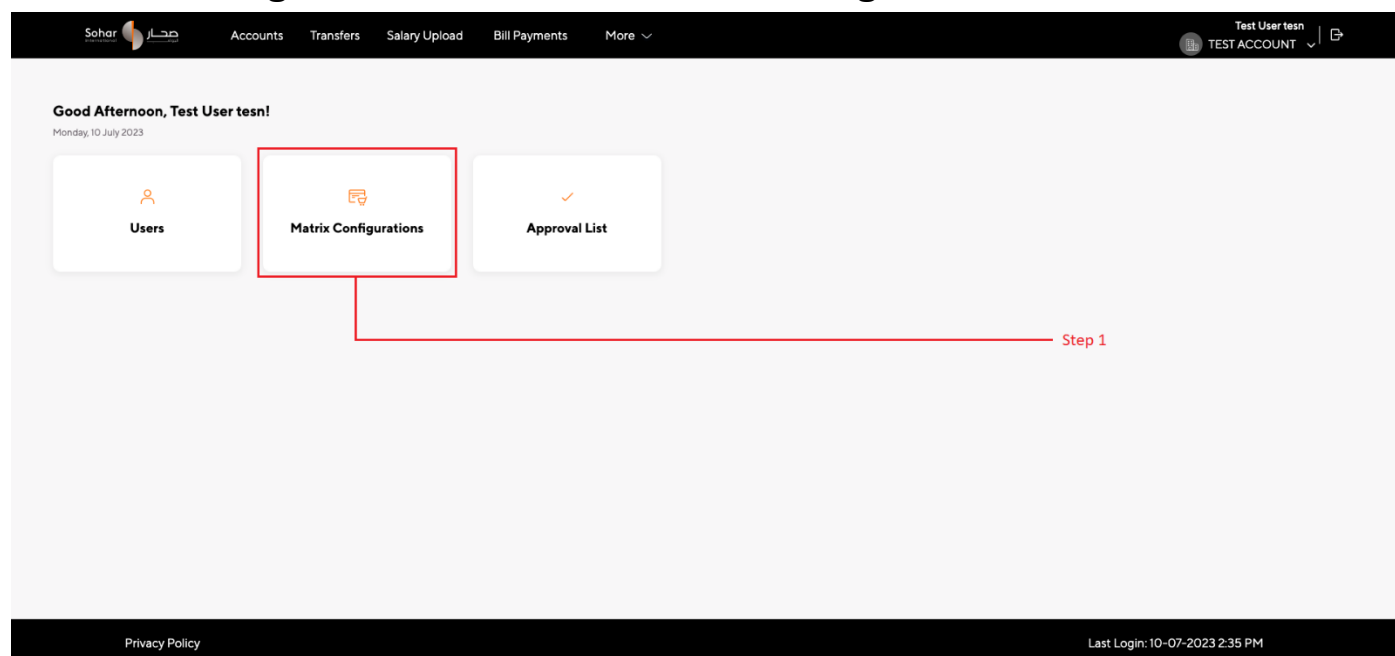 Sohar صحار
International الدولي
Accounts Transfers Salary Upload Bill Payments More
Test User tesn
TEST ACCOUNT
Good Afternoon, Test User tesn!
Monday, 10 July 2023
Users Matrix Configurations Approval List
Step 1
Privacy Policy Last Login: 10-07-2023 2:35 PM